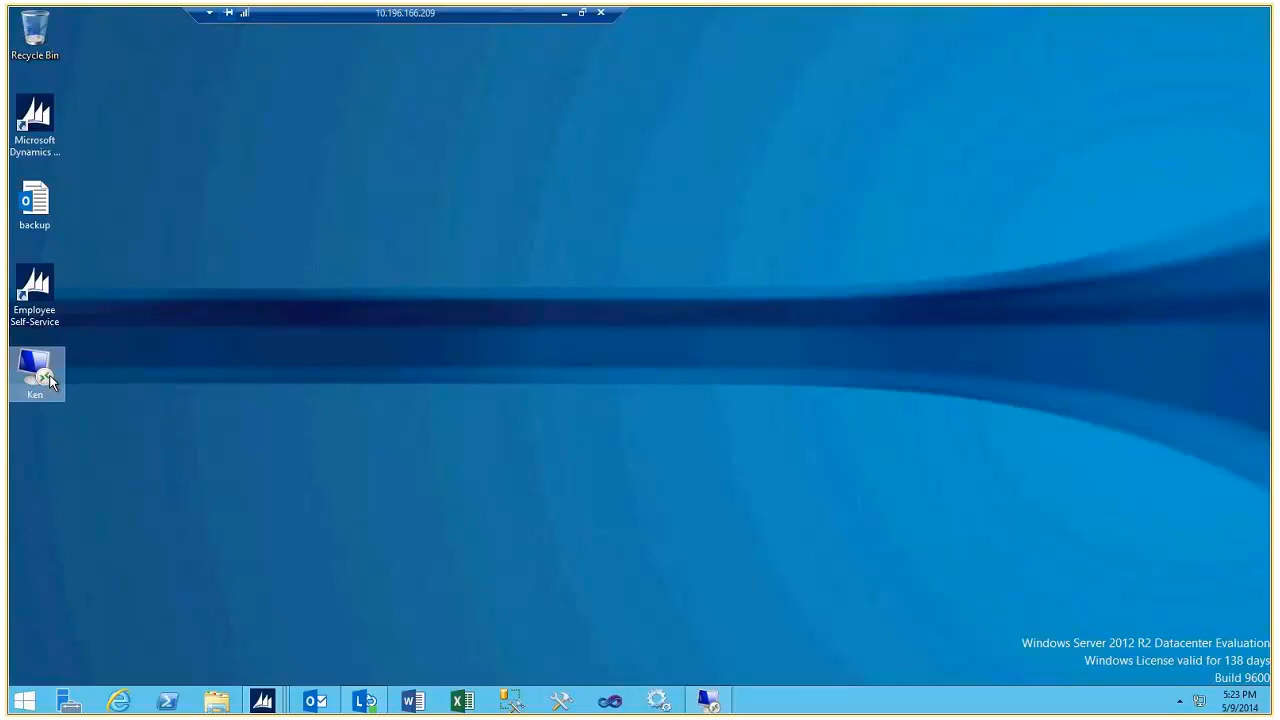 10.196.166.209
Recycle Bin
Microsoft
Dynamics ...
backup
Employee
Self-Service
Ken
Windows Server 2012 R2 Datacenter Evaluation
Windows License valid for 138 days
Build 9600
5:23 PM
5/9/2014